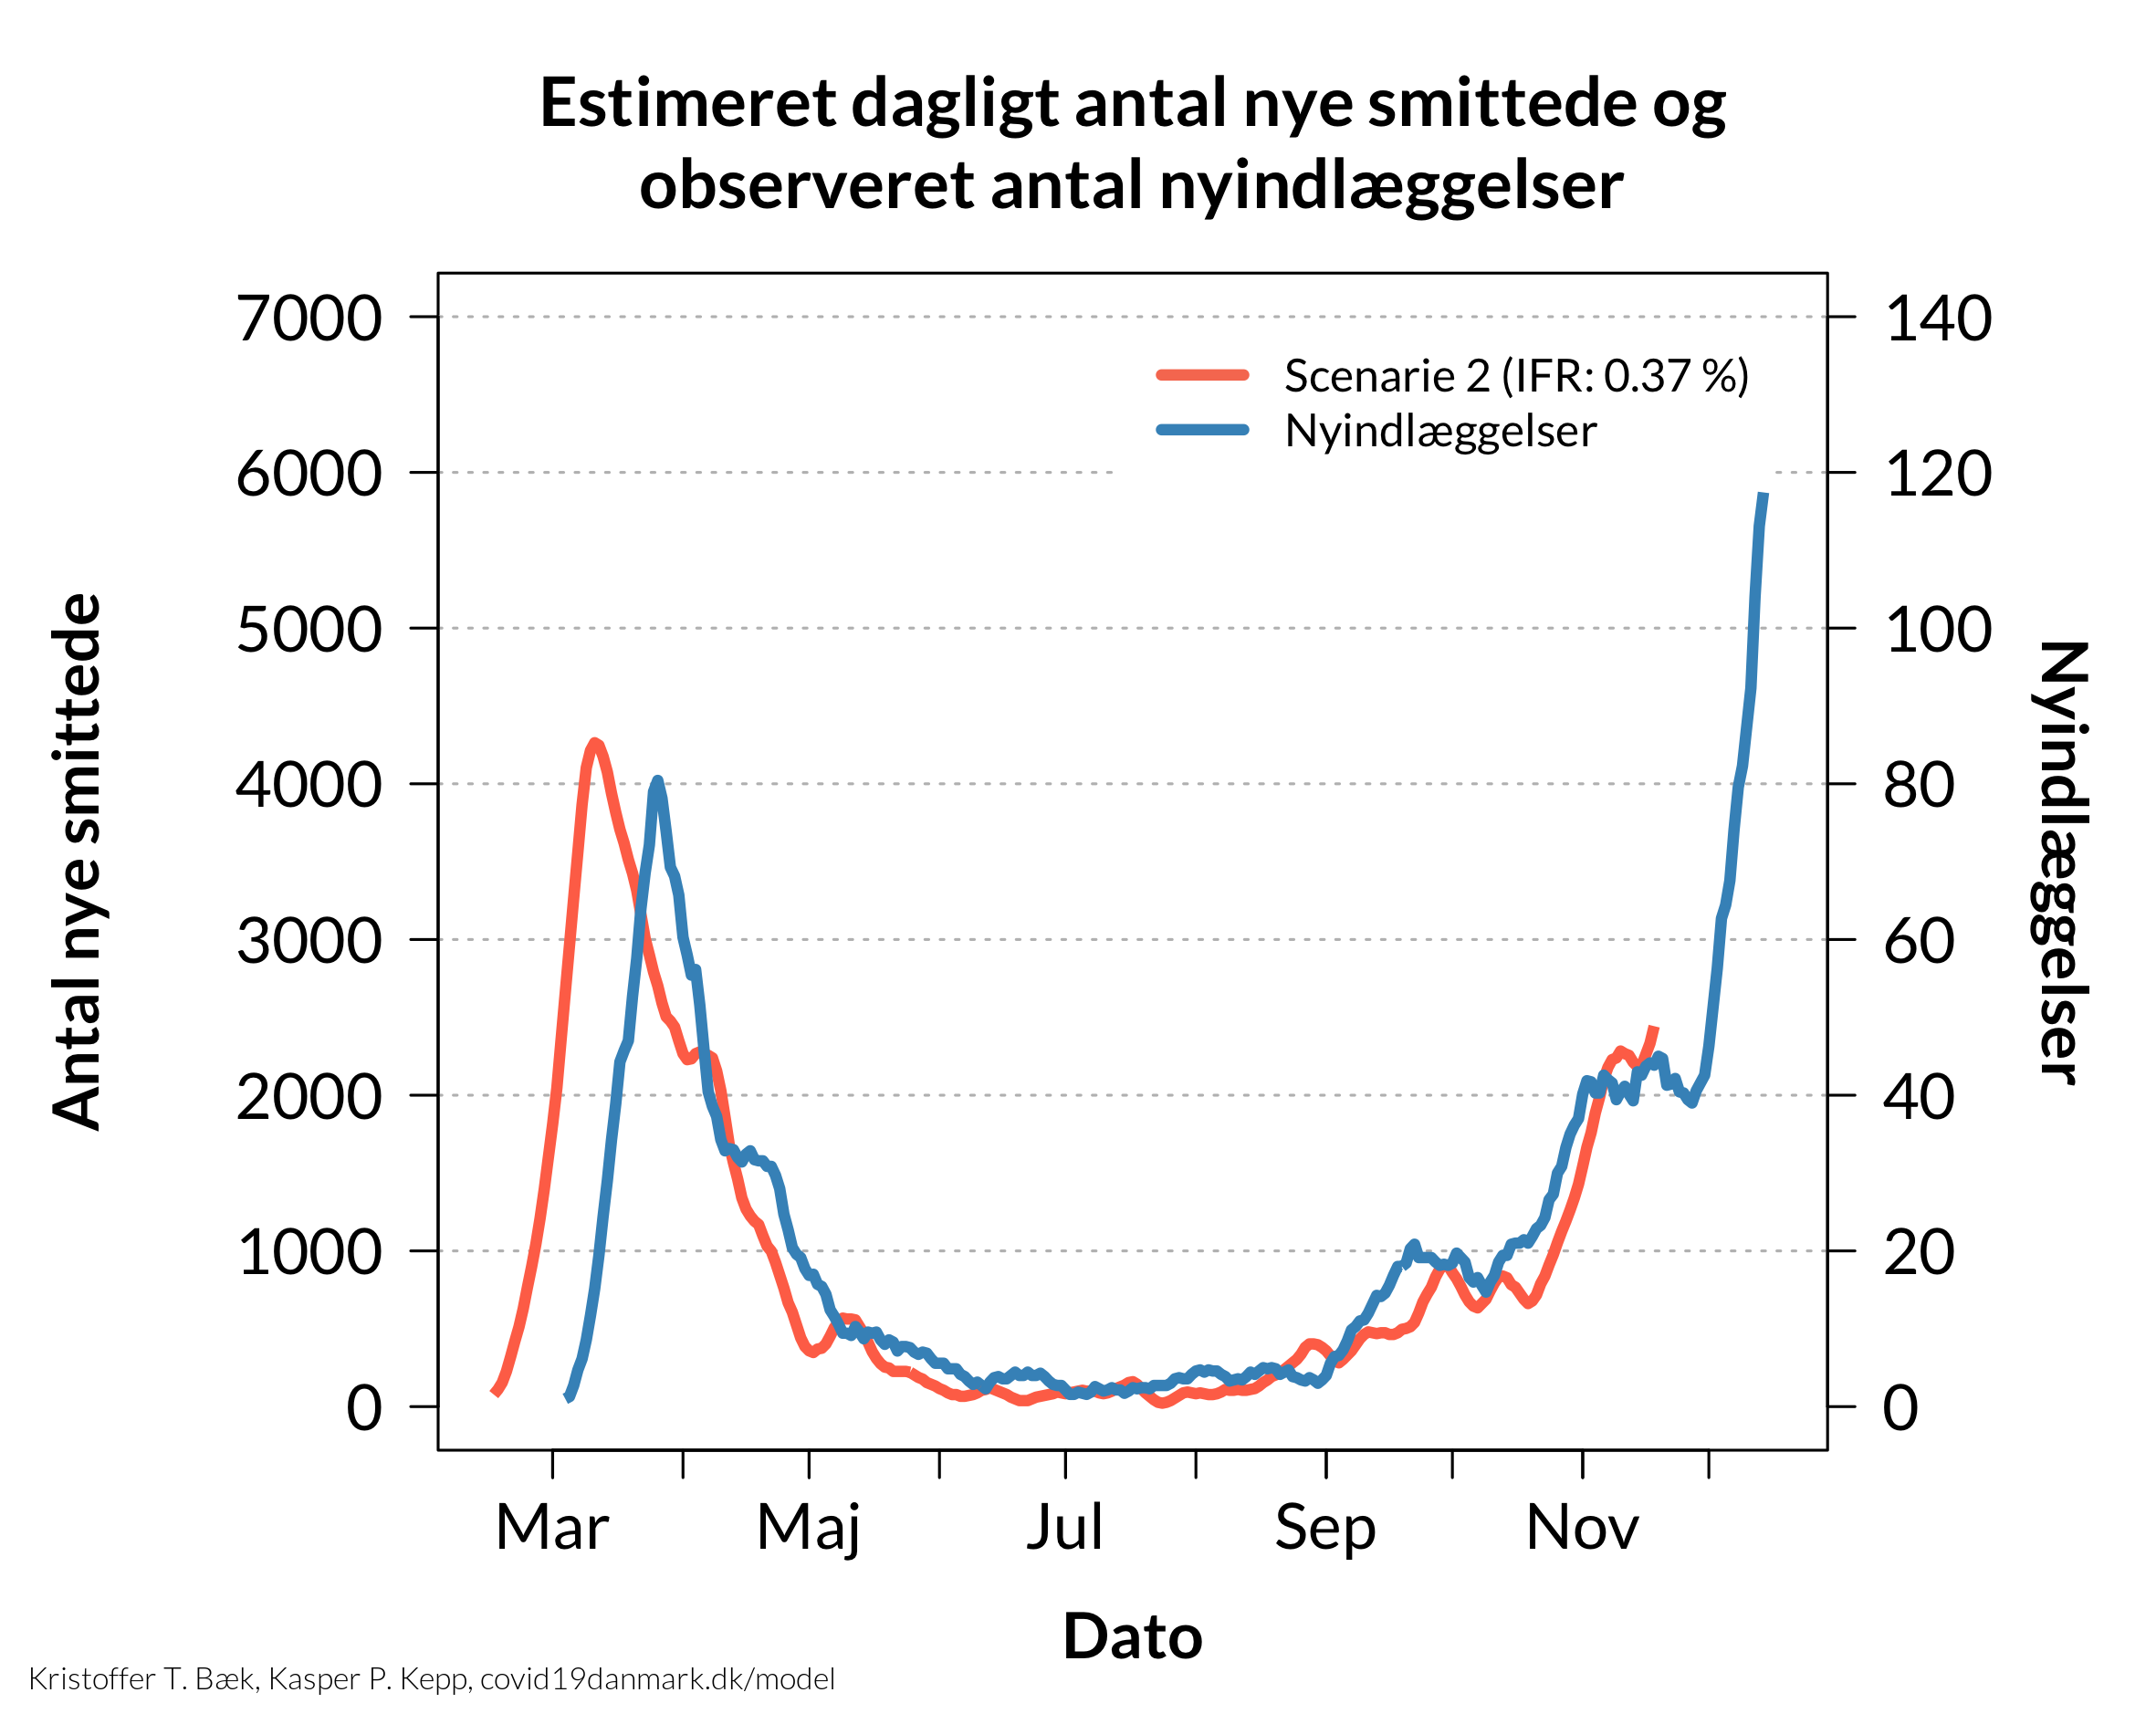 Estimeret dagligt antal nye smittede og
observeret antal nyindlæggelser
Antal nye smittede
7000
6000
5000
4000
3000
2000
1000
0
Scenarie 2 (IFR: 0.37 %)
Nyindlæggelser
140
120
100
80
60
40
20
0
Nyindlæggelser
Mar
Maj
Jul
Sep
Nov
Dato
Kristoffer T. Bæk, Kasper P. Kepp, covid19danmark.dk/model